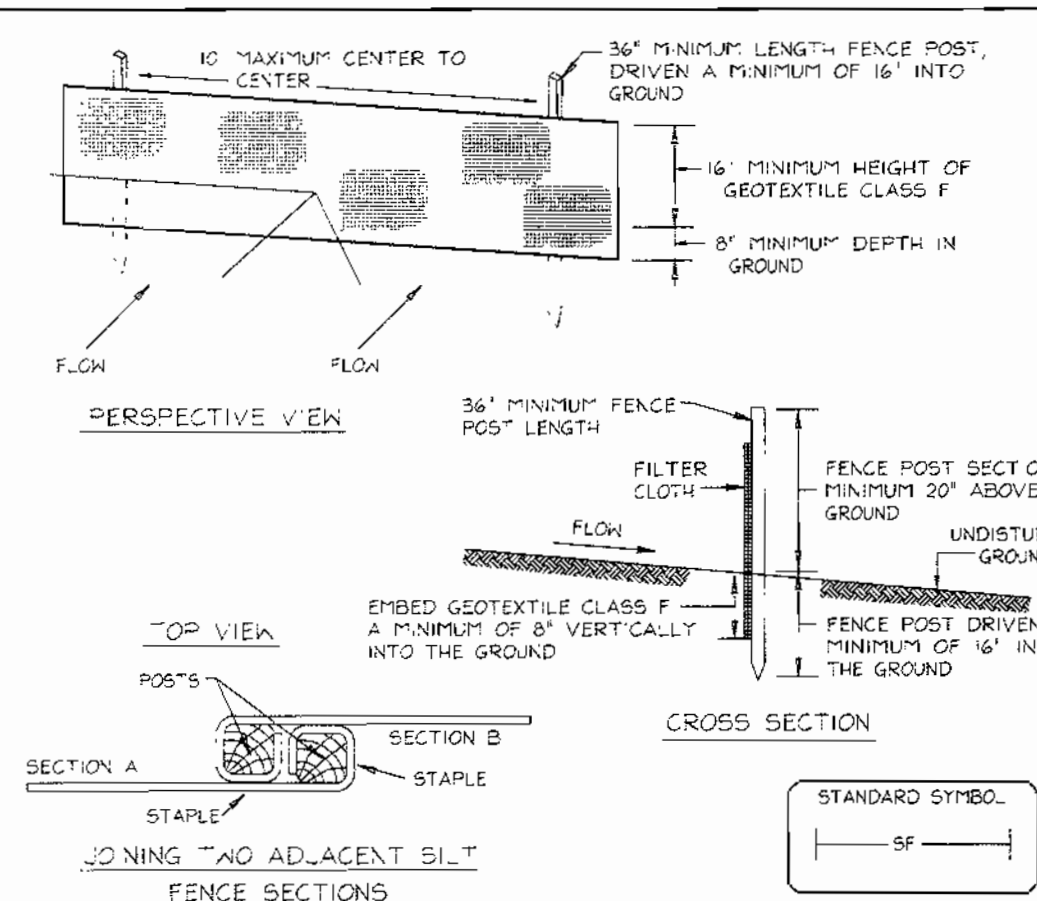 10 MAXIMUM CENTER TO
CENTER
36" MINIMUM LENGTH FENCE POST,
DRIVEN A MINIMUM OF 16' INTO
GROUND
16' MINIMUM HEIGHT OF
GEOTEXTILE CLASS F
8" MINIMUM DEPTH IN
GROUND
FLOW
FLOW
PERSPECTIVE VIEW
36' MINIMUM FENCE
POST LENGTH
FILTER
CLOTH
FENCE POST
MINIMUM 20" ABOVE
GROUND
FLOW
EMBED GEOTEXTILE CLASS F
A MINIMUM OF 8" VERTICALLY
INTO THE GROUND
FENCE POST DRIVEN
MINIMUM OF 16'
THE GROUND
CROSS SECTION
TOP VIEW
POSTS
SECTION B
SECTION A
STAPLE
STAPLE
JOINING TWO ADJACENT SILT
FENCE SECTIONS
STANDARD SYMBOL
SF